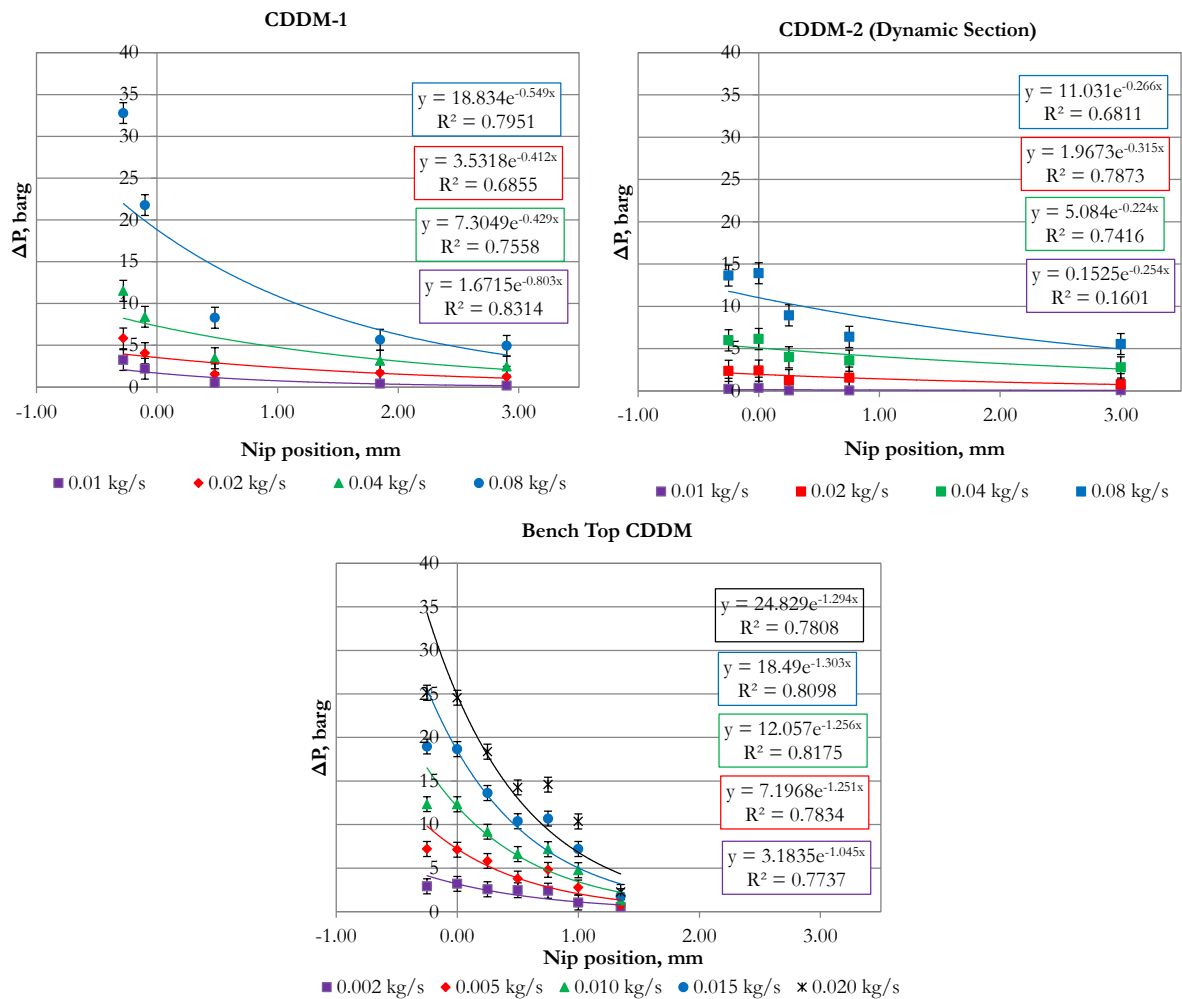 CDDM-1
40
35
30
25
20
15
10
5
0
-1.00
0.00
1.00
2.00
3.00
ΔP, barg
Nip position, mm
y = 18.834e^-0.549x
R² = 0.7951
y = 3.5318e^-0.412x
R² = 0.6855
y = 7.3049e^-0.429x
R² = 0.7558
y = 1.6715e^-0.803x
R² = 0.8314
0.01 kg/s 0.02 kg/s 0.04 kg/s 0.08 kg/s
CDDM-2 (Dynamic Section)
40
35
30
25
20
15
10
5
0
-1.00
0.00
1.00
2.00
3.00
ΔP, barg
Nip position, mm
y = 11.031e^-0.266x
R² = 0.6811
y = 1.9673e^-0.315x
R² = 0.7873
y = 5.084e^-0.224x
R² = 0.7416
y = 0.1525e^-0.254x
R² = 0.1601
0.01 kg/s 0.02 kg/s 0.04 kg/s 0.08 kg/s
Bench Top CDDM
40
35
30
25
20
15
10
5
0
-1.00
0.00
1.00
2.00
3.00
ΔP, barg
Nip position, mm
y = 24.829e^-1.294x
R² = 0.7808
y = 18.49e^-1.303x
R² = 0.8098
y = 12.057e^-1.256x
R² = 0.8175
y = 7.1968e^-1.251x
R² = 0.7834
y = 3.1835e^-1.045x
R² = 0.7737
0.002 kg/s 0.005 kg/s 0.010 kg/s 0.015 kg/s 0.020 kg/s